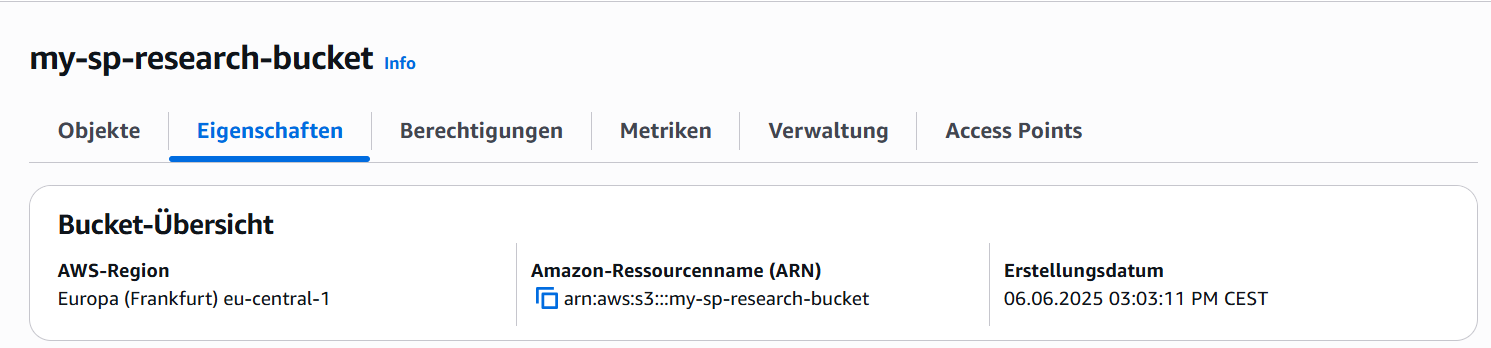 my-sp-research-bucket Info
Objekte Eigenschaften Berechtigungen Metriken Verwaltung Access Points
Bucket-Übersicht
AWS-Region
Europa (Frankfurt) eu-central-1
Amazon-Ressourcenname (ARN)
arn:aws:s3:::my-sp-research-bucket
Erstellungsdatum
06.06.2025 03:03:11 PM CEST